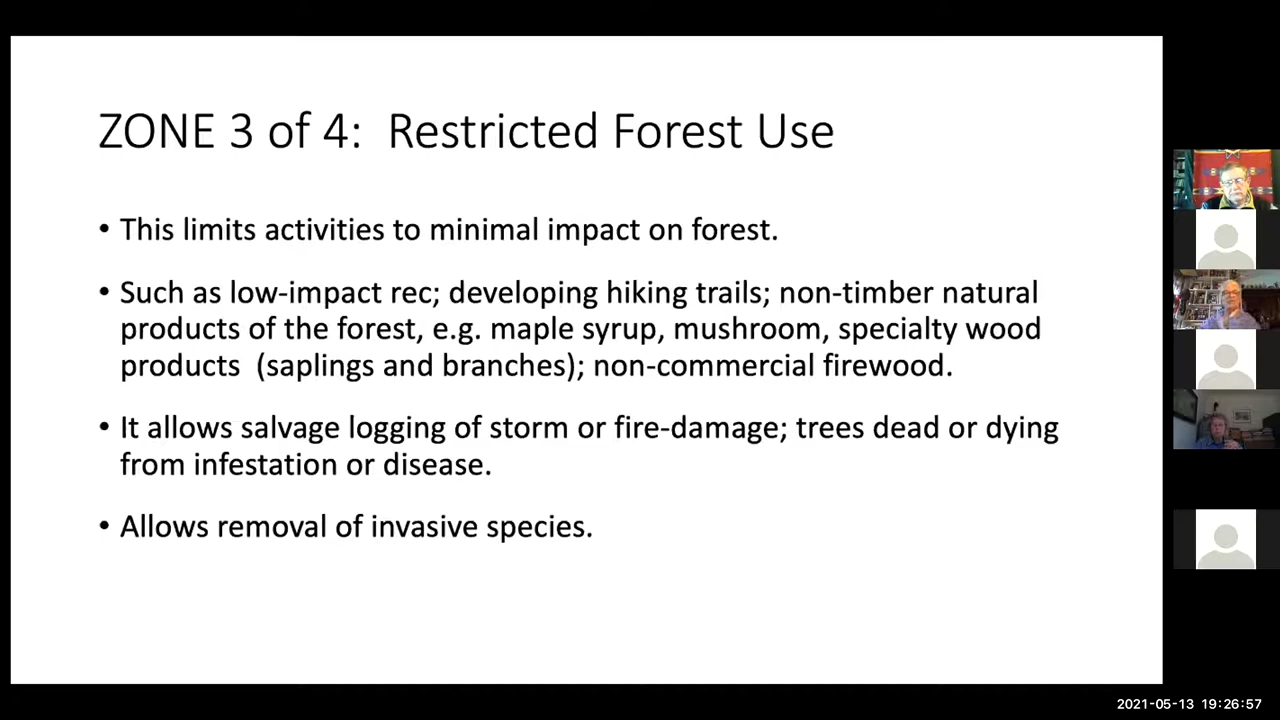 ZONE 3 of 4:  Restricted Forest Use
• This limits activities to minimal impact on forest.
• Such as low-impact rec; developing hiking trails; non-timber natural
products of the forest, e.g. maple syrup, mushroom, specialty wood
products  (saplings and branches); non-commercial firewood.
• It allows salvage logging of storm or fire-damage; trees dead or dying
from infestation or disease.
• Allows removal of invasive species.
2021-05-13 19:26:57